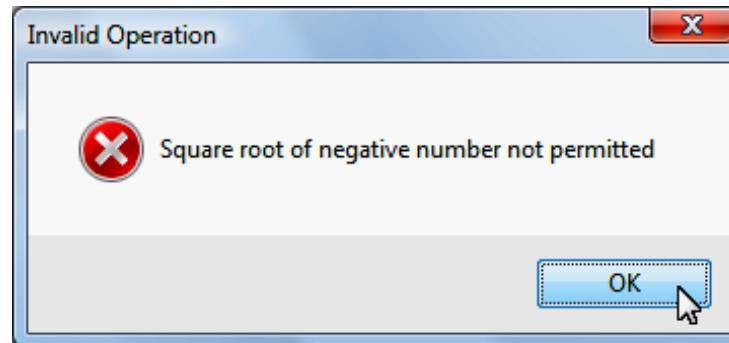 Invalid Operation
Square root of negative number not permitted
OK